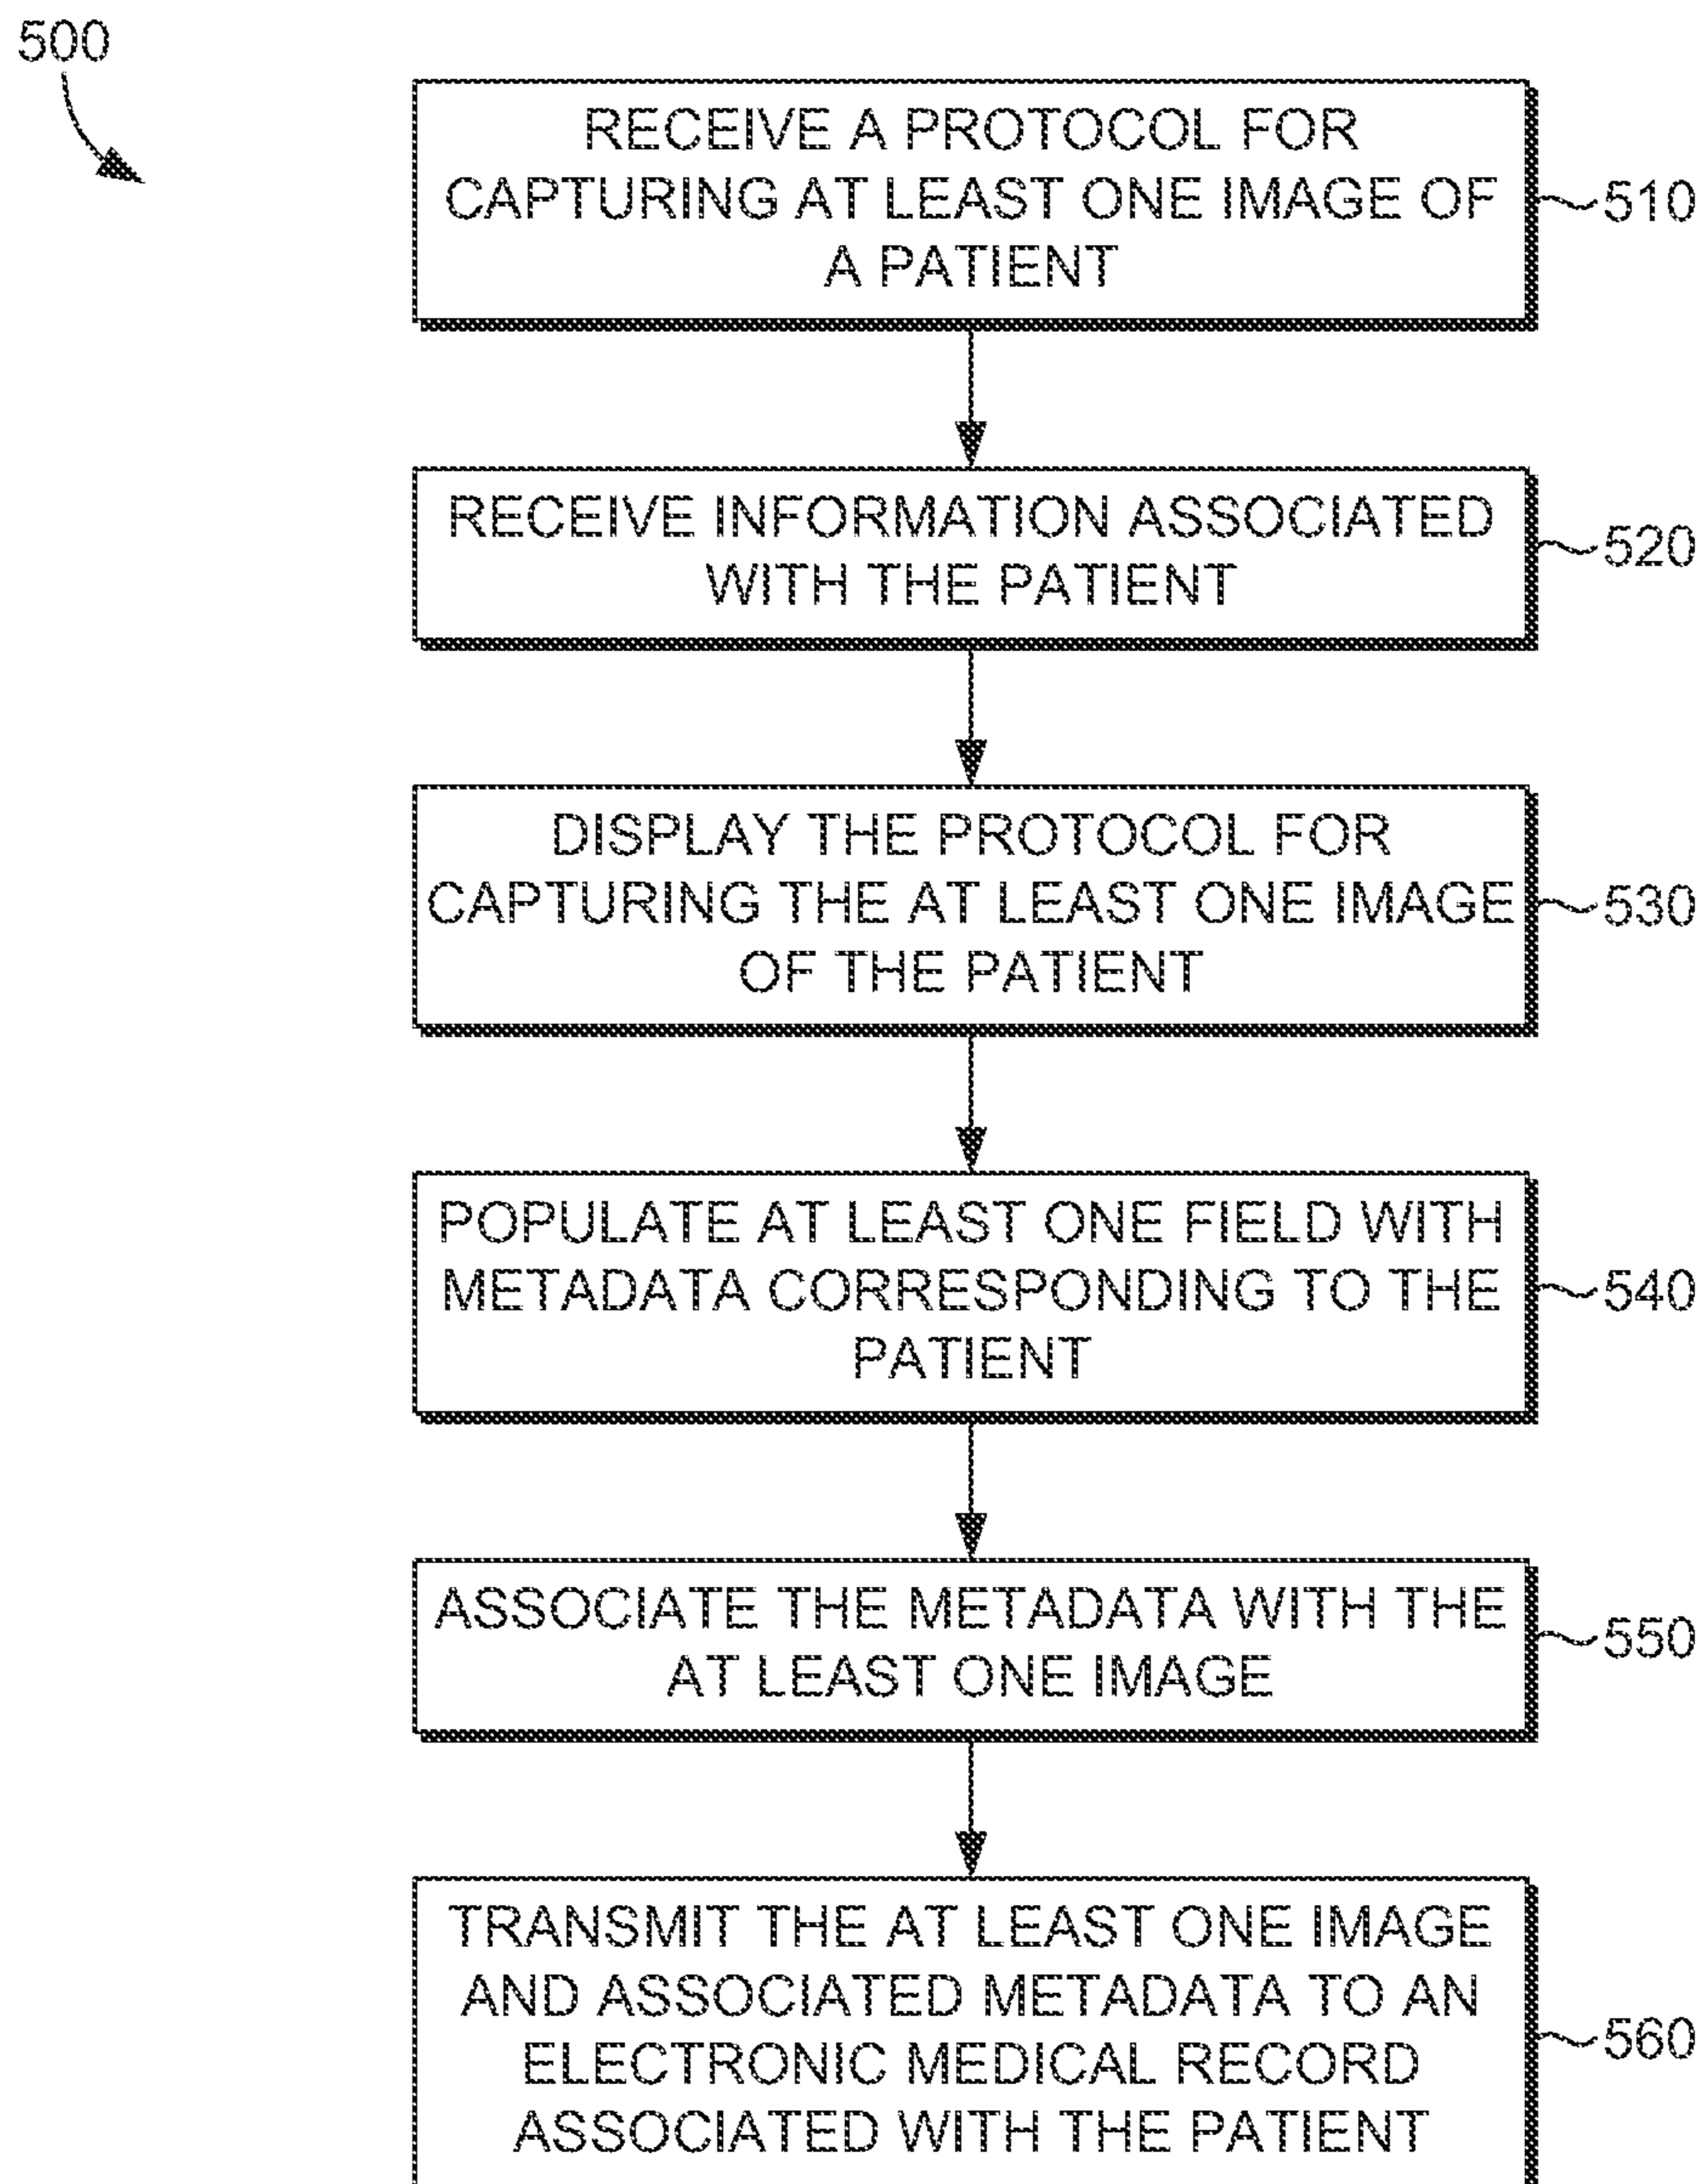 500
RECEIVE A PROTOCOL FOR
CAPTURING AT LEAST ONE IMAGE OF
A PATIENT
510
RECEIVE INFORMATION ASSOCIATED
WITH THE PATIENT
520
DISPLAY THE PROTOCOL FOR
CAPTURING THE AT LEAST ONE IMAGE
OF THE PATIENT
530
POPULATE AT LEAST ONE FIELD WITH
METADATA CORRESPONDING TO THE
PATIENT
540
ASSOCIATE THE METADATA WITH THE
AT LEAST ONE IMAGE
550
TRANSMIT THE AT LEAST ONE IMAGE
AND ASSOCIATED METADATA TO AN
ELECTRONIC MEDICAL RECORD
ASSOCIATED WITH THE PATIENT
560